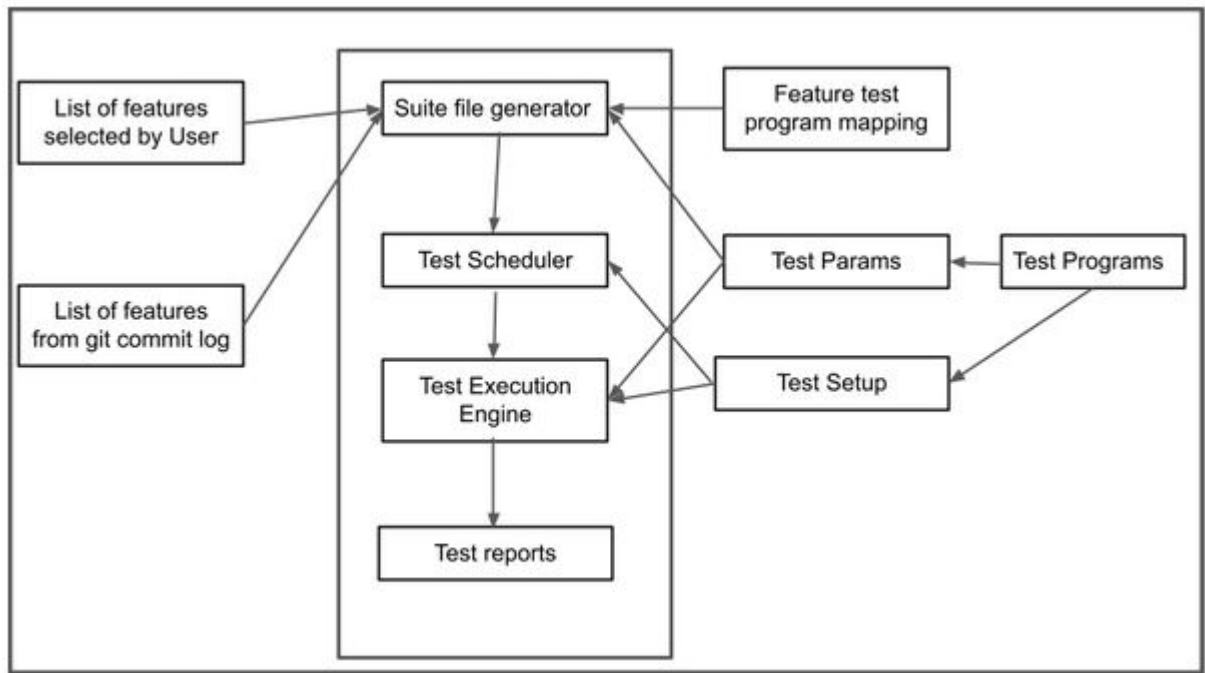 List of features
selected by User
Suite file generator
Feature test
program mapping
Test Scheduler
Test Params
Test Programs
List of features
from git commit log
Test Execution
Engine
Test Setup
Test reports